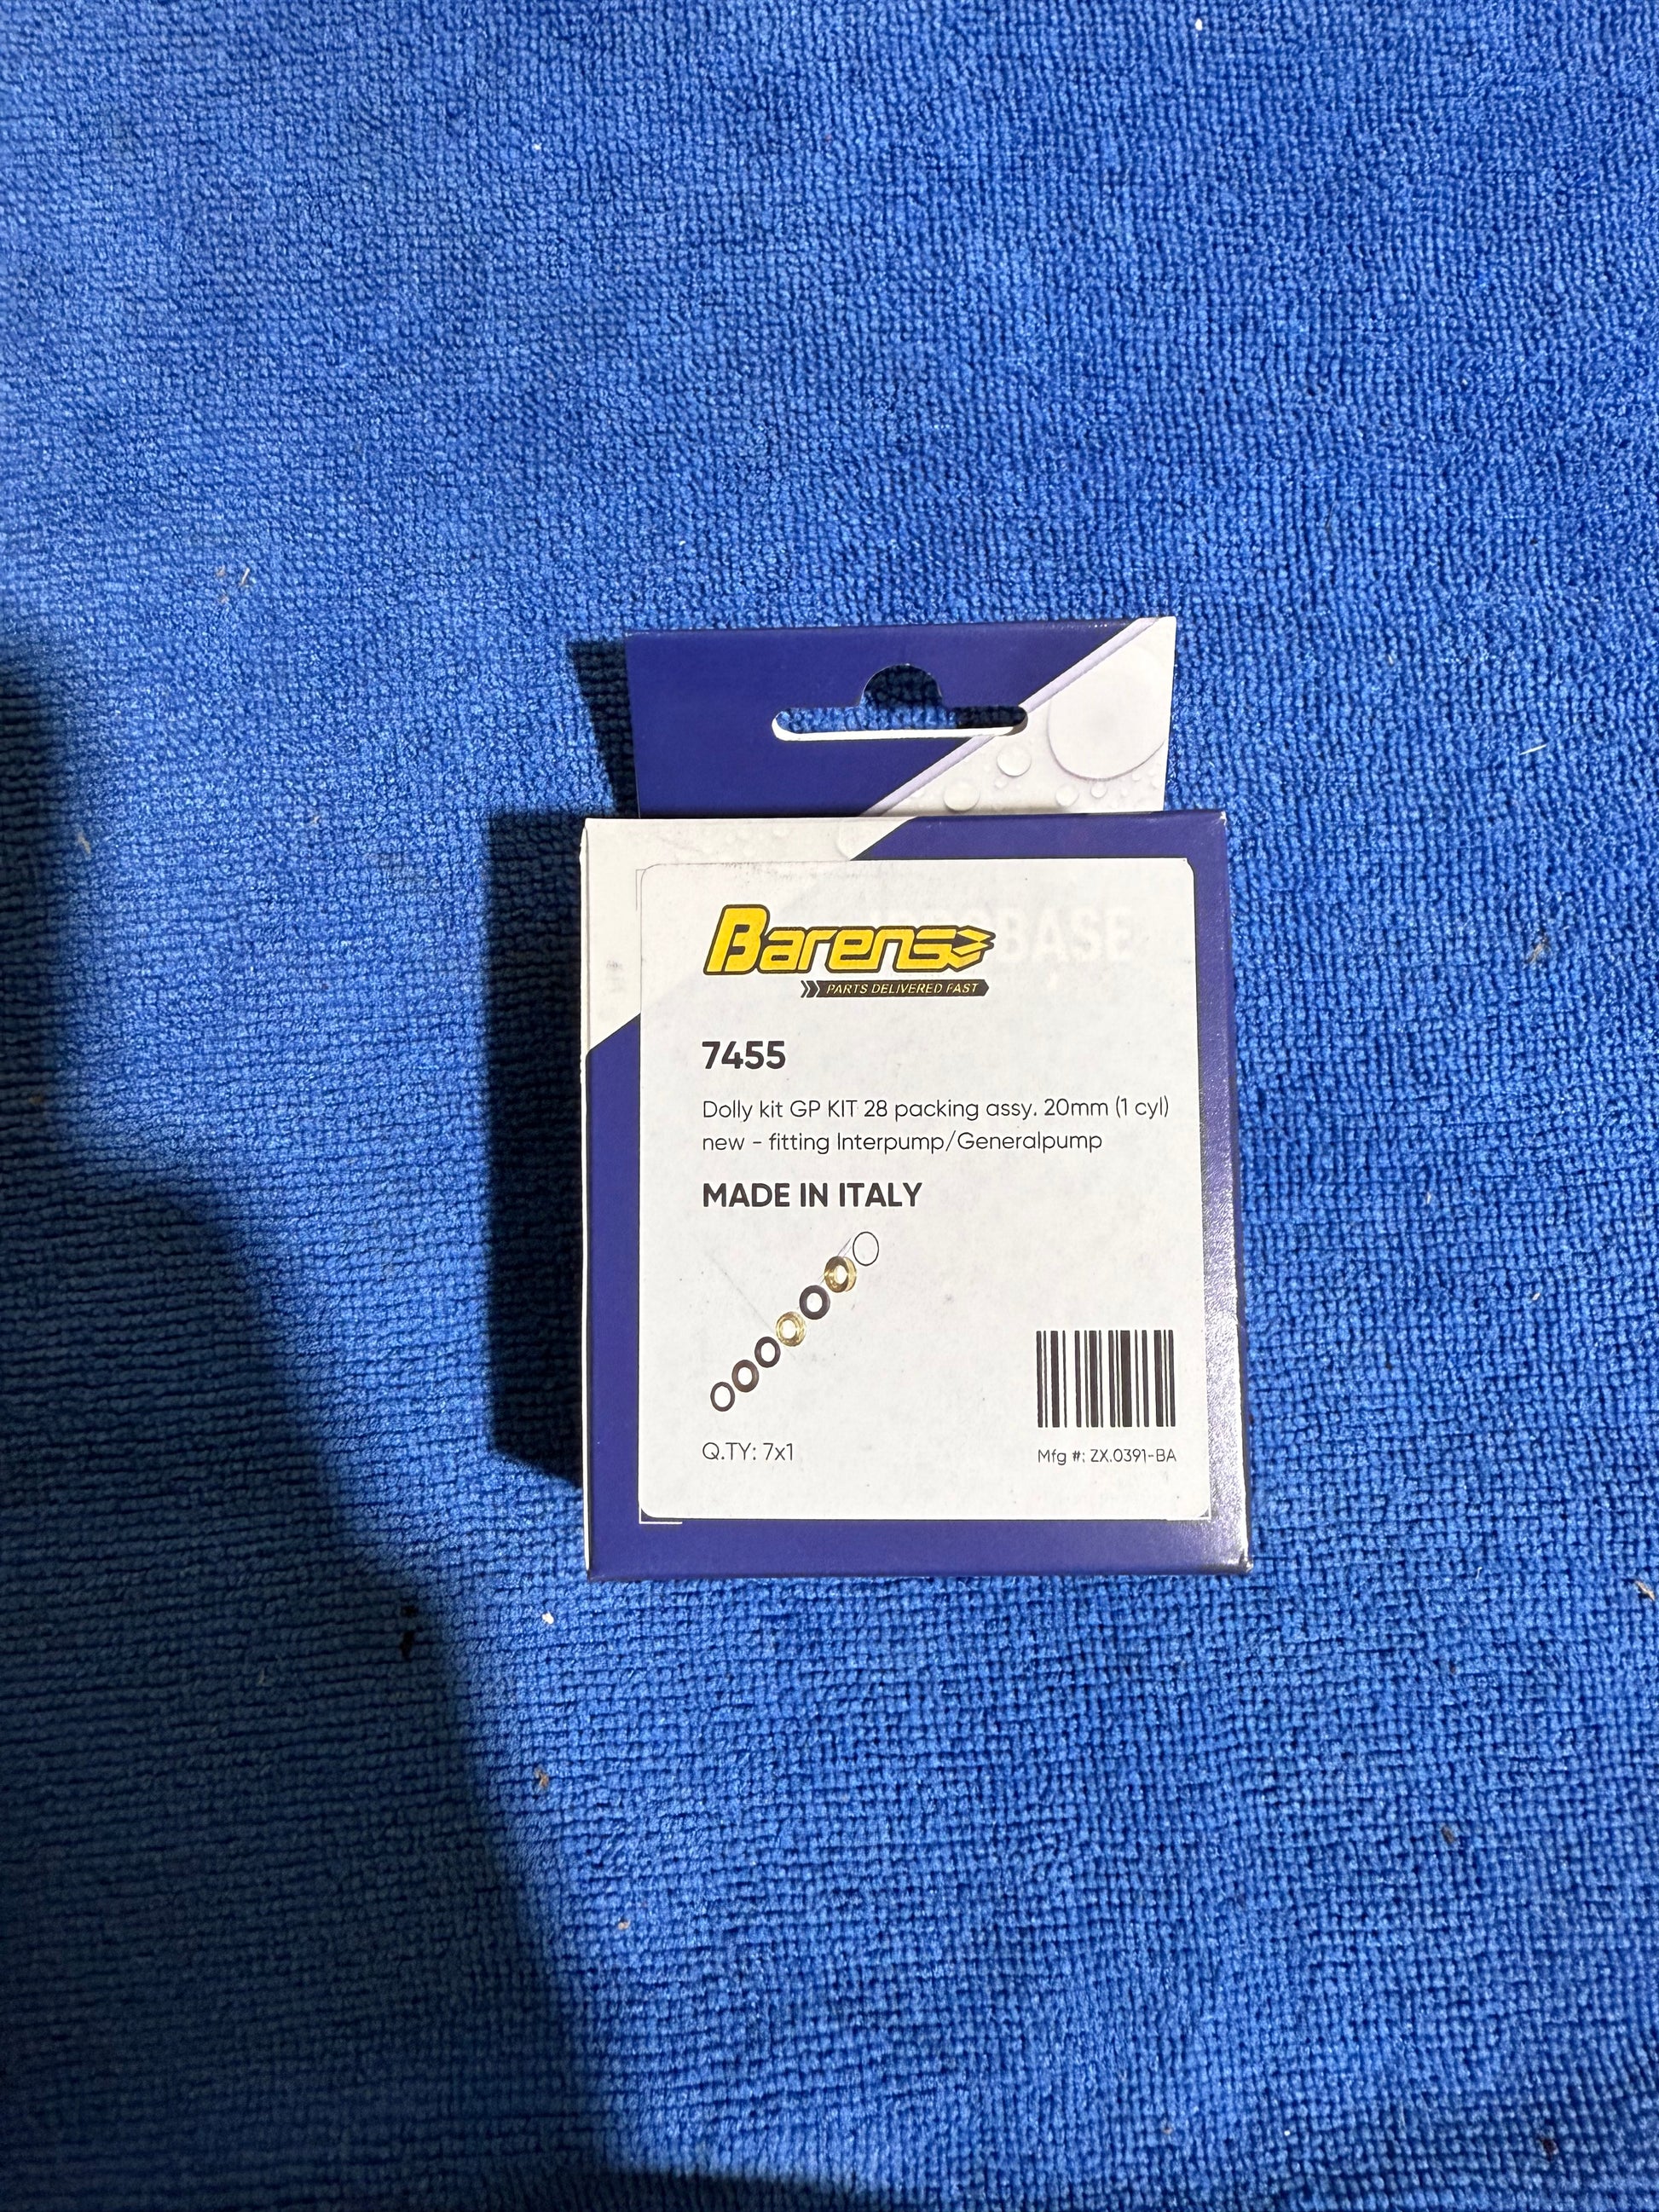 Barens
PARTS DELIVERED FAST
BASE
7455
Dolly kit GP KIT 28 packing assy. 20mm (1 cyl)
new - fitting Interpump/Generalpump
MADE IN ITALY
Q.TY: 7x1
Mfg #: ZX.0391-BA